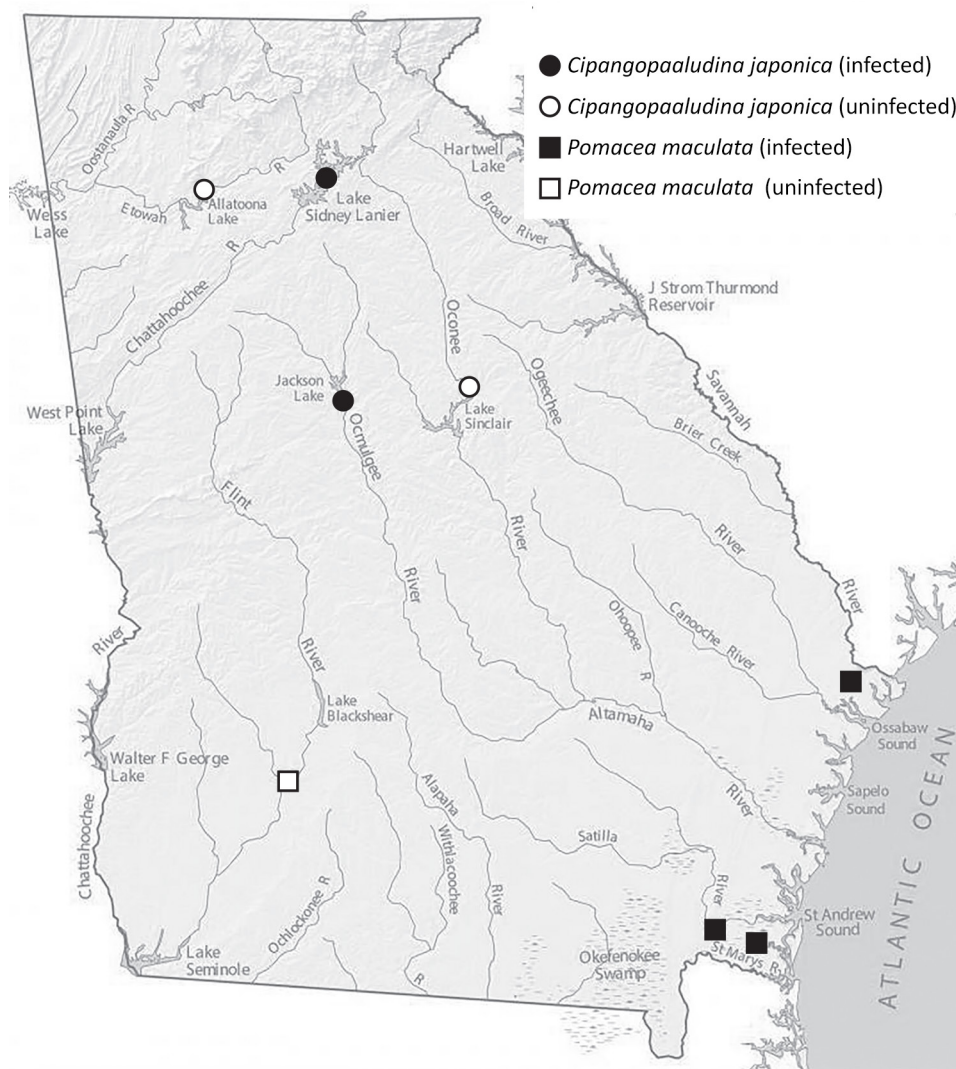 Cipangopaaludina japonica (infected)
Cipangopaaludina japonica (uninfected)
Pomacea maculata (infected)
Pomacea maculata (uninfected)
Oostanaula R
Hartwell
Lake
R
Weiss
Lake
Etowah
Allatoona
Lake
Lake
Sidney Lanier
Broad River
R
Chattahoochee
J Strom Thurmond
Reservoir
Oconee
Ogeechee
Savannah
Jackson
Lake
West Point
Lake
Lake
Sinclair
Ocmulgee
Brier Creek
Flint
River
River
River
River
Ohoopee
R
Canoochee River
River
River
Lake
Blackshear
Altamaha
Ossabaw
Sound
Walter F George
Lake
Sapelo
Sound
River
Alapaha
Chattahoochee
Satilla
Withlacoochee
River
River
Ochlockonee R
St Andrew
Sound
Lake
Seminole
Okefenokee
Swamp
St Marys R
R
ATLANTIC OCEAN